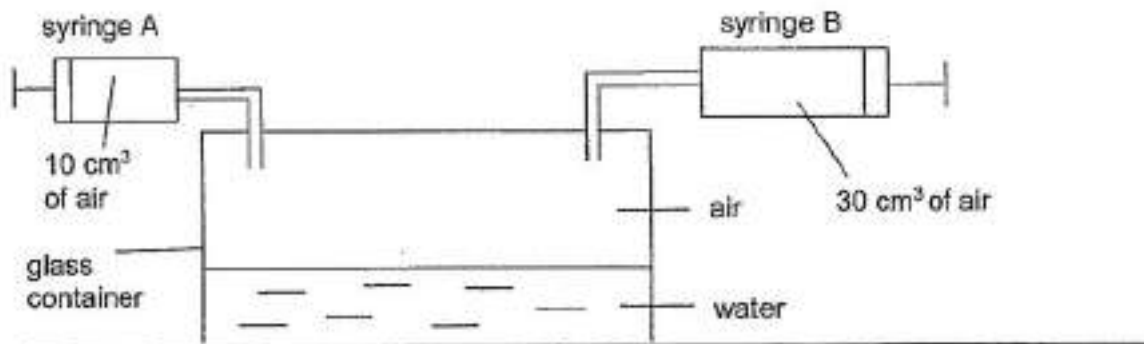 syringe A
syringe B
10 cm³
of air
30 cm³ of air
air
glass
container
water